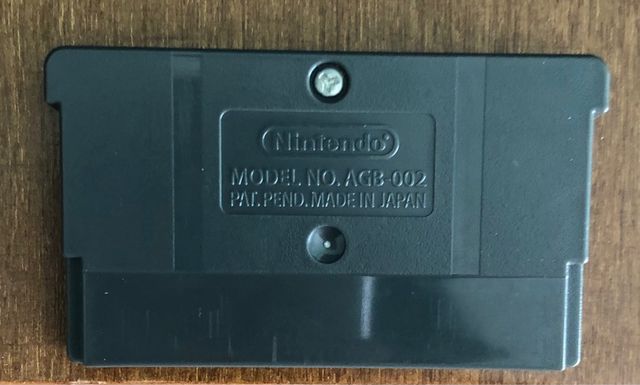 Nintendo®
MODEL NO. AGB-002
PAT. PEND. MADE IN JAPAN